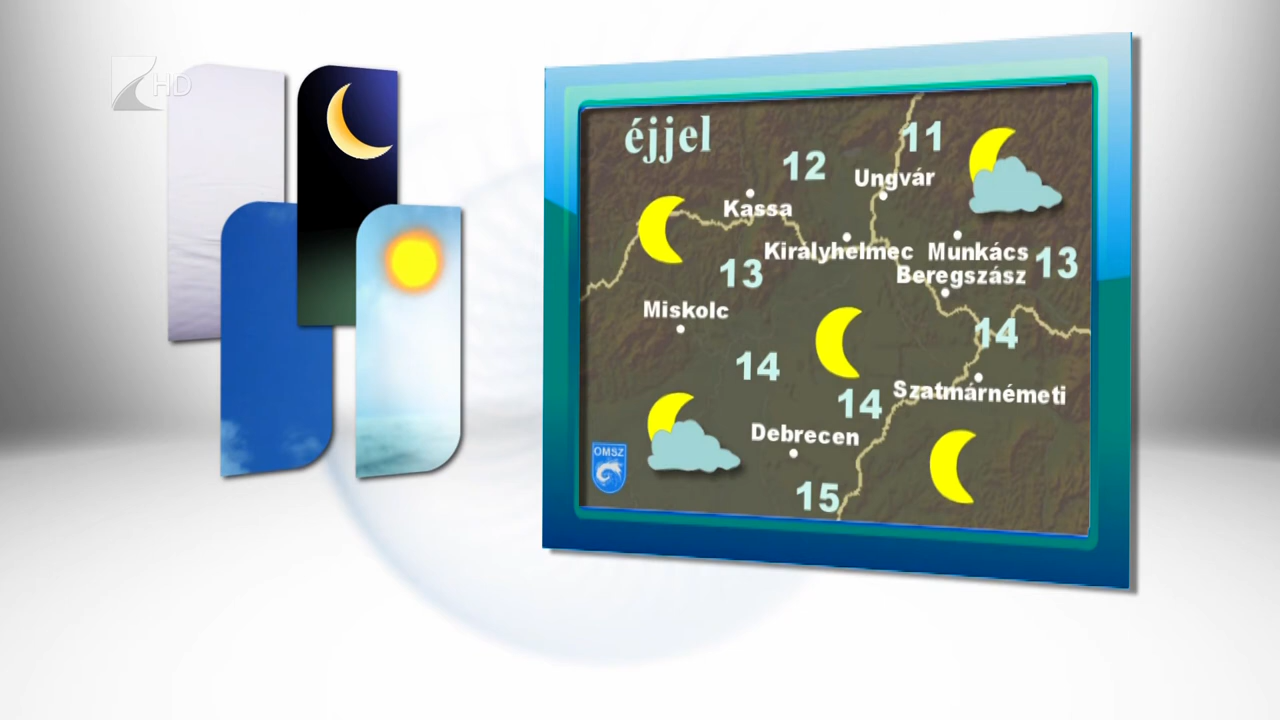 HD
éjjel
11
12
Ungvár
Kassa
Királyhelmec
Munkács
13
13
Beregszász
Miskolc
14
14
Szatmárnémeti
14
Debrecen
OMSZ
15